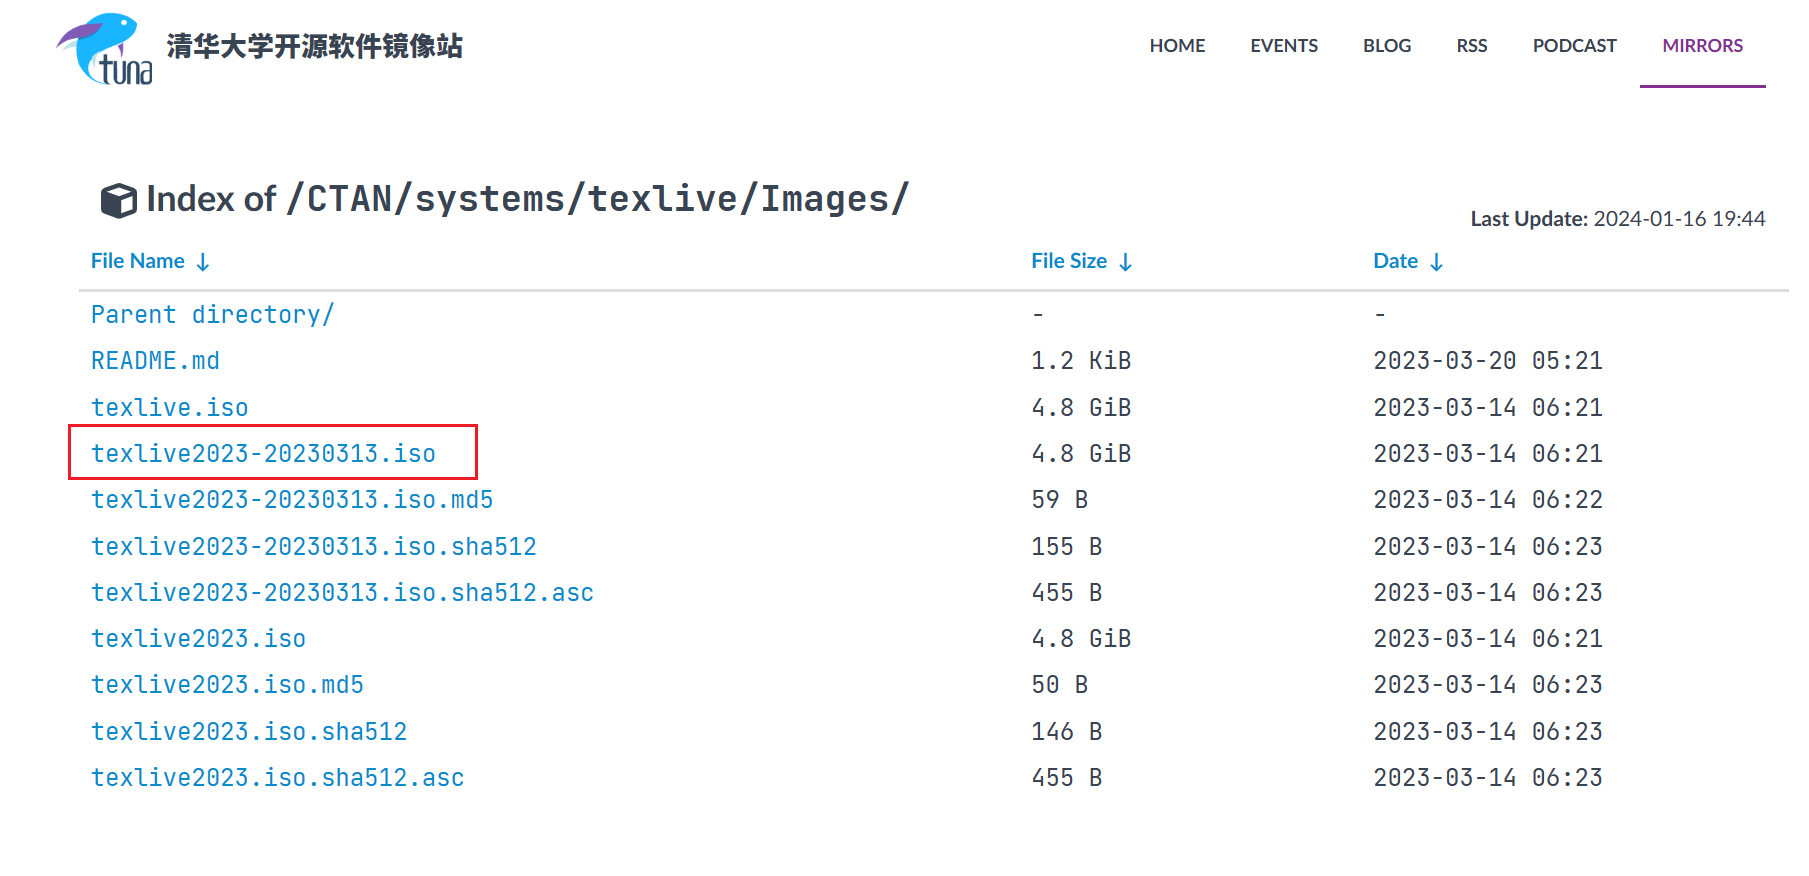 tuna 清华大学开源软件镜像站 HOME EVENTS BLOG RSS PODCAST MIRRORS
Index of /CTAN/systems/texlive/Images/
Last Update: 2024-01-16 19:44
File Name ↓ File Size ↓ Date ↓
Parent directory/ - -
README.md 1.2 KiB 2023-03-20 05:21
texlive.iso 4.8 GiB 2023-03-14 06:21
texlive2023-20230313.iso 4.8 GiB 2023-03-14 06:21
texlive2023-20230313.iso.md5 59 B 2023-03-14 06:22
texlive2023-20230313.iso.sha512 155 B 2023-03-14 06:23
texlive2023-20230313.iso.sha512.asc 455 B 2023-03-14 06:23
texlive2023.iso 4.8 GiB 2023-03-14 06:21
texlive2023.iso.md5 50 B 2023-03-14 06:23
texlive2023.iso.sha512 146 B 2023-03-14 06:23
texlive2023.iso.sha512.asc 455 B 2023-03-14 06:23